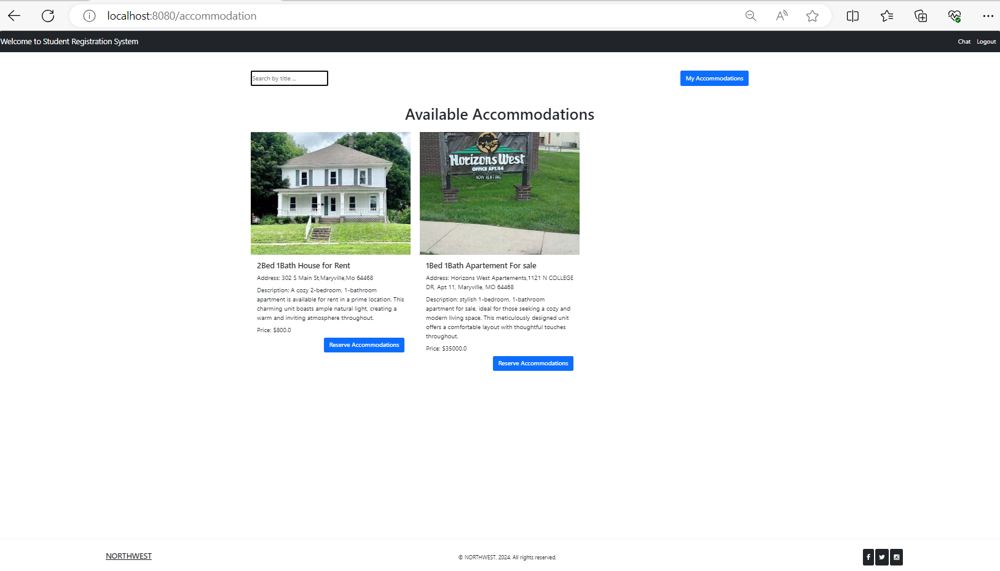 localhost:8080/accommodation
Welcome to Student Registration System
Chat Logout
Search by title ...
My Accommodations
Available Accommodations
Horizons West
OFFICE APT. 44
NOW RENTING
2Bed 1Bath House for Rent
Address: 302 S Main St,Maryville,Mo 64468
Description: A cozy 2-bedroom, 1-bathroom
apartment is available for rent in a prime location. This
charming unit boasts ample natural light, creating a
warm and inviting atmosphere throughout.
Price: $800.0
Reserve Accommodations
1Bed 1Bath Apartement For sale
Address: Horizons West Apartements,1121 N COLLEGE
DR, Apt 11, Maryville, MO 64468
Description: stylish 1-bedroom, 1-bathroom
apartment for sale, ideal for those seeking a cozy and
modern living space. This meticulously designed unit
offers a comfortable layout with thoughtful touches
throughout.
Price: $35000.0
Reserve Accommodations
NORTHWEST
© NORTHWEST, 2024. All rights reserved.